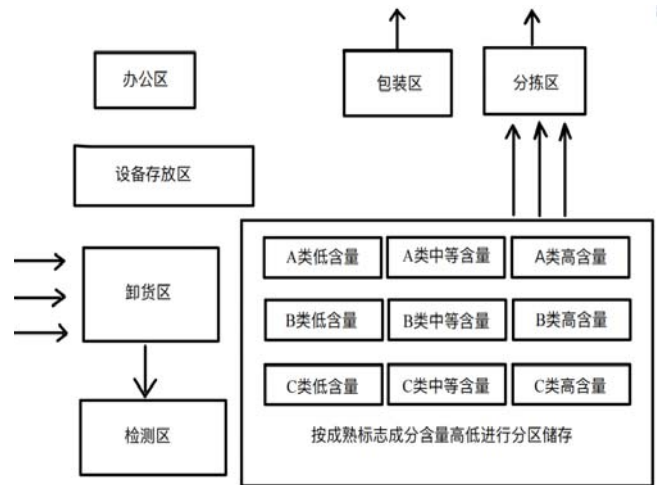 办公区
包装区
分拣区
设备存放区
卸货区
A类低含量
A类中等含量
A类高含量
B类低含量
B类中等含量
B类高含量
C类低含量
C类中等含量
C类高含量
检测区
按成熟标志成分含量高低进行分区储存